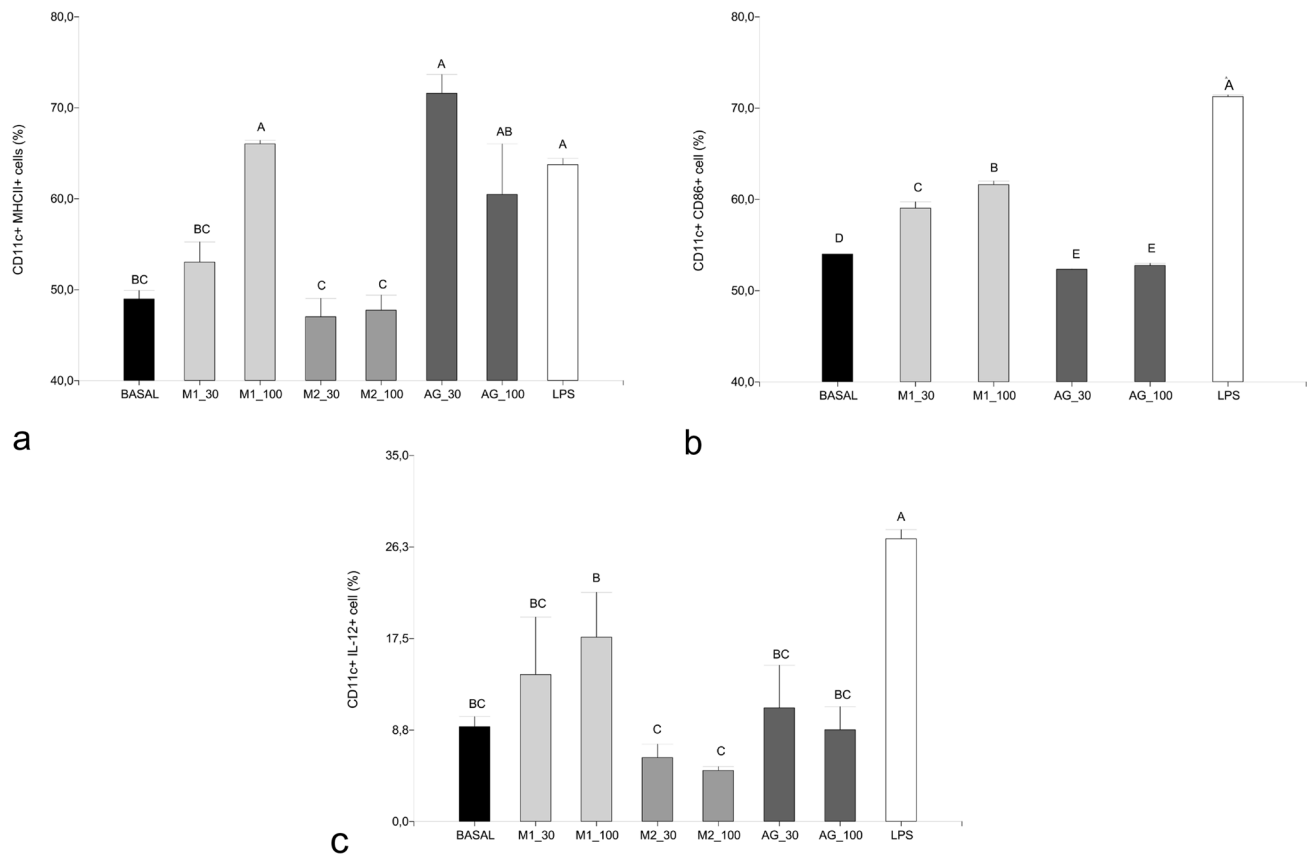 80,0
70,0
60,0
50,0
40,0
CD11c+ MHCII+ cells (%)
BC
BC
A
C
C
A
AB
A
BASAL M1_30 M1_100 M2_30 M2_100 AG_30 AG_100 LPS
a
80,0
70,0
60,0
50,0
40,0
CD11c+ CD86+ cell (%)
D
C
B
E
E
A
BASAL M1_30 M1_100 AG_30 AG_100 LPS
b
35,0
26,3
17,5
8,8
0,0
CD11c+ IL-12+ cell (%)
BC
BC
B
C
C
BC
BC
A
BASAL M1_30 M1_100 M2_30 M2_100 AG_30 AG_100 LPS
c